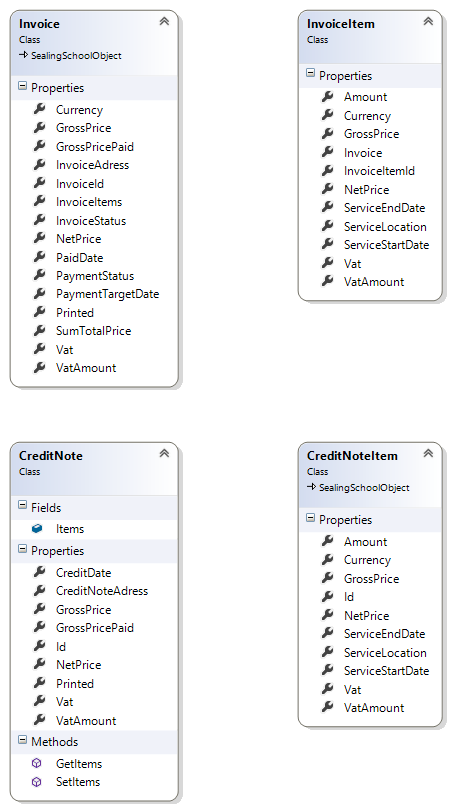 Invoice
Class
SealingSchoolObject
Properties
Currency
GrossPrice
GrossPricePaid
InvoiceAdress
InvoiceId
InvoiceItems
InvoiceStatus
NetPrice
PaidDate
PaymentStatus
PaymentTargetDate
Printed
SumTotalPrice
Vat
VatAmount
InvoiceItem
Class
Properties
Amount
Currency
GrossPrice
Invoice
InvoiceItemId
NetPrice
ServiceEndDate
ServiceLocation
ServiceStartDate
Vat
VatAmount
CreditNote
Class
Fields
Items
Properties
CreditDate
CreditNoteAdress
GrossPrice
GrossPricePaid
Id
NetPrice
Printed
Vat
VatAmount
Methods
GetItems
SetItems
CreditNoteItem
Class
SealingSchoolObject
Properties
Amount
Currency
GrossPrice
Id
NetPrice
ServiceEndDate
ServiceLocation
ServiceStartDate
Vat
VatAmount